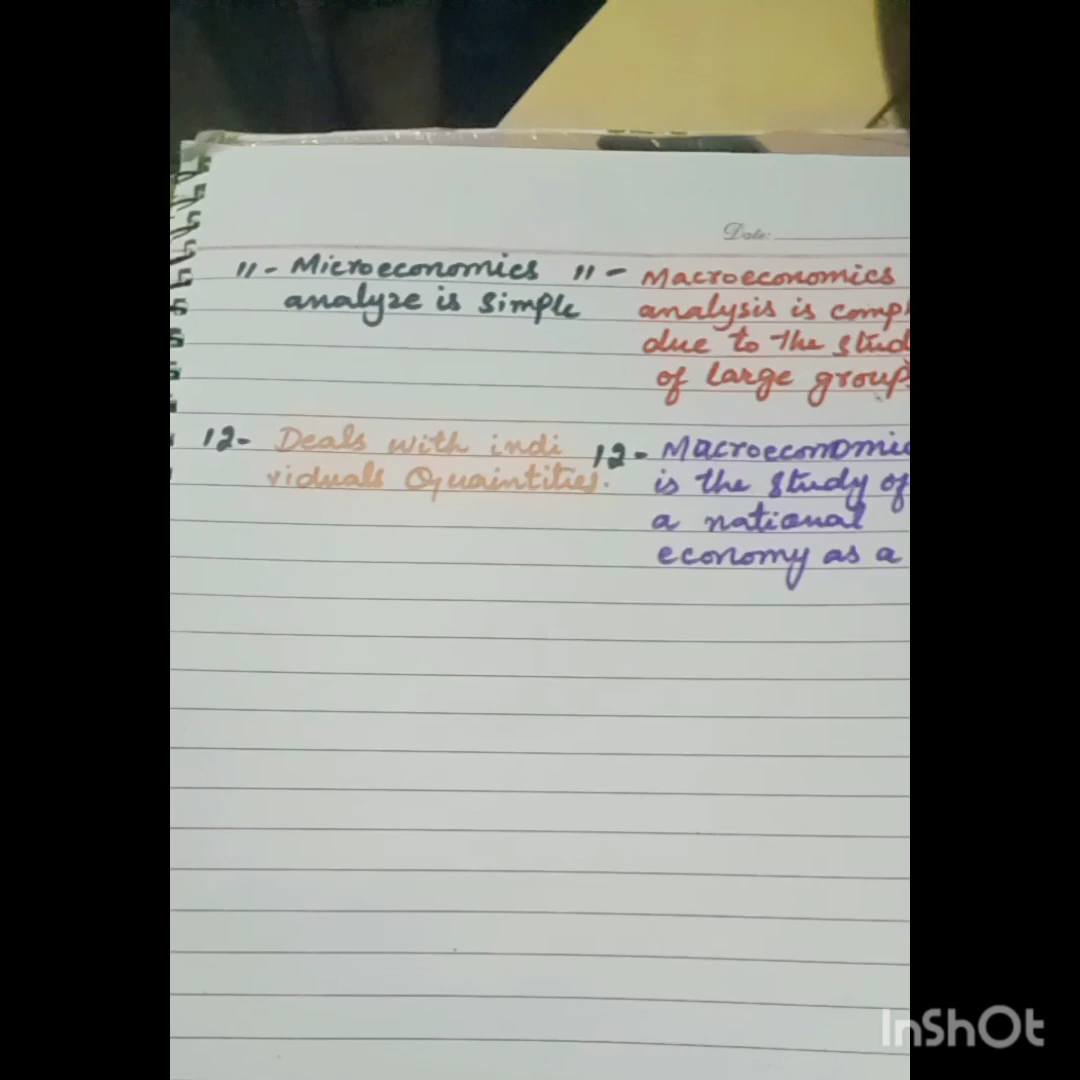 Date:
11- Microeconomics
analyze is simple
11- Macroeconomics
analysis is comp
due to the stud
of large group
12- Deals with indi
viduals Quaintities.
12- Macroeconomic
is the study of
a national
economy as a
InShOt